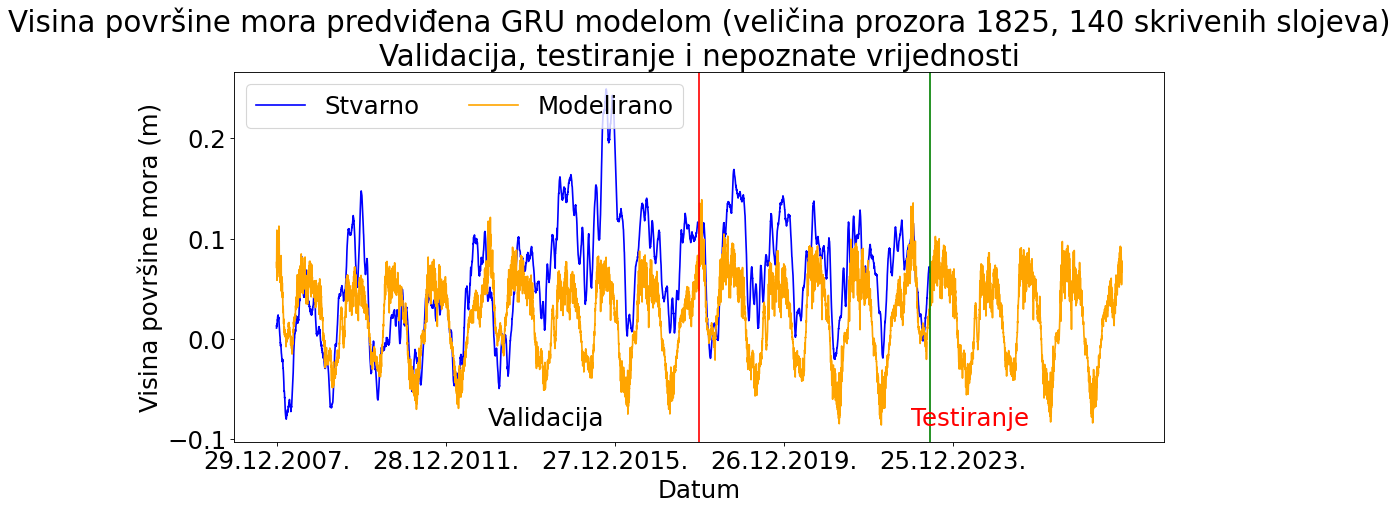 Visina površine mora predviđena GRU modelom (veličina prozora 1825, 140 skrivenih slojeva)
Validacija, testiranje i nepoznate vrijednosti
Stvarno
Modelirano
Visina površine mora (m)
0.2
0.1
0.0
−0.1
Validacija
Testiranje
29.12.2007.
28.12.2011.
27.12.2015.
26.12.2019.
25.12.2023.
Datum